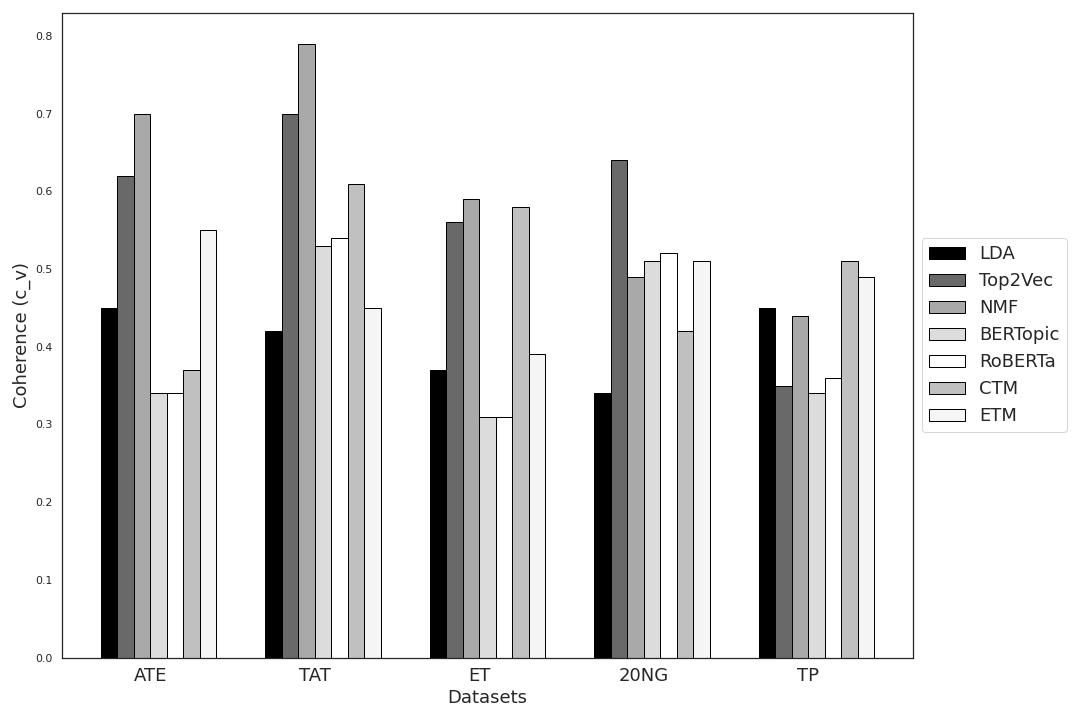 0.8
0.7
0.6
0.5
0.4
0.3
0.2
0.1
0.0
Coherence (c_v)
ATE
TAT
ET
20NG
TP
Datasets
LDA
Top2Vec
NMF
BERTopic
RoBERTa
CTM
ETM